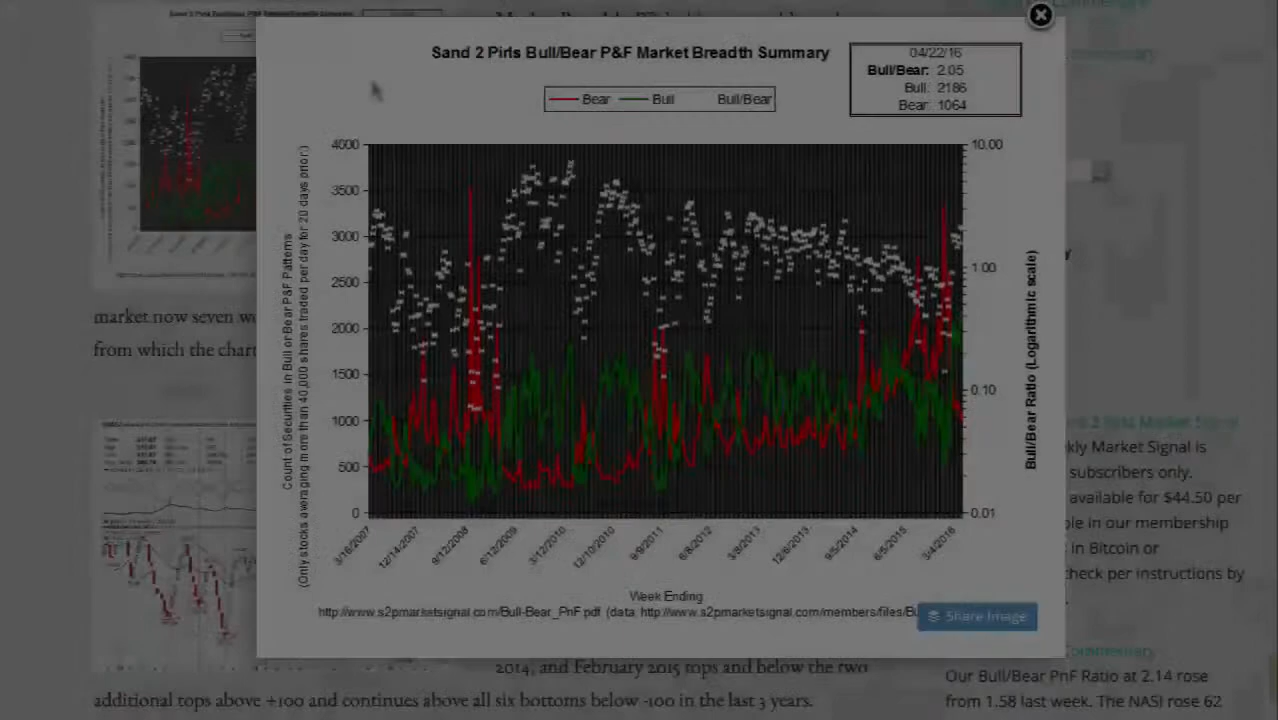 Sand 2 Pirls Bull/Bear P&F Market Breadth Summary
04/22/16
Bull/Bear: 2.05
Bull: 2186
Bear: 1064
Bear Bull Bull/Bear
4000
3500
3000
2500
2000
1500
1000
500
0
10.00
1.00
0.10
0.01
Count of Securities in Bull or Bear P&F Patterns
(Only stocks averaging more than 40,000 shares traded per day for 20 days prior.)
Bull/Bear Ratio (Logarithmic scale)
3/16/2007
12/14/2007
9/12/2008
6/12/2009
3/12/2010
12/10/2010
9/9/2011
6/8/2012
3/8/2013
12/6/2013
9/5/2014
6/5/2015
3/4/2016
Week Ending
http://www.s2pmarketsignal.com/Bull-Bear_PnF.pdf (data: http://www.s2pmarketsignal.com/members/files/Bu
Share Image
market now seven w
from which the chart
2014, and February 2015 tops and below the two
additional tops above +100 and continues above all six bottoms below -100 in the last 3 years.
2 Pirls Market Signal
kly Market Signal is
subscribers only.
available for $44.50 per
ble in our membership
in Bitcoin or
check per instructions by
Commentary
Our Bull/Bear PnF Ratio at 2.14 rose
from 1.58 last week. The NASI rose 62